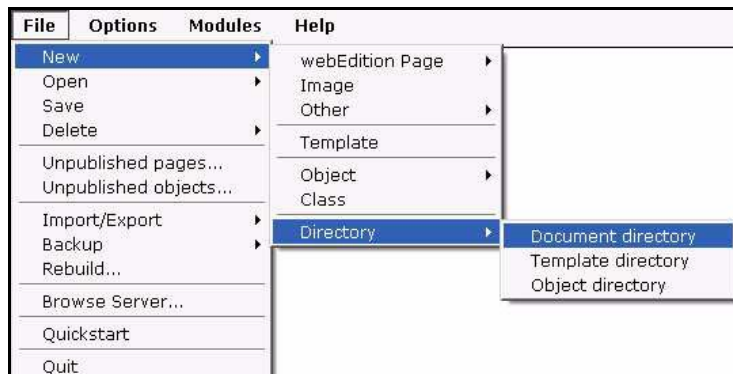 File Options Modules Help
New
Open
Save
Delete
Unpublished pages...
Unpublished objects...
Import/Export
Backup
Rebuild...
Browse Server...
Quickstart
Quit
webEdition Page
Image
Other
Template
Object
Class
Directory
Document directory
Template directory
Object directory